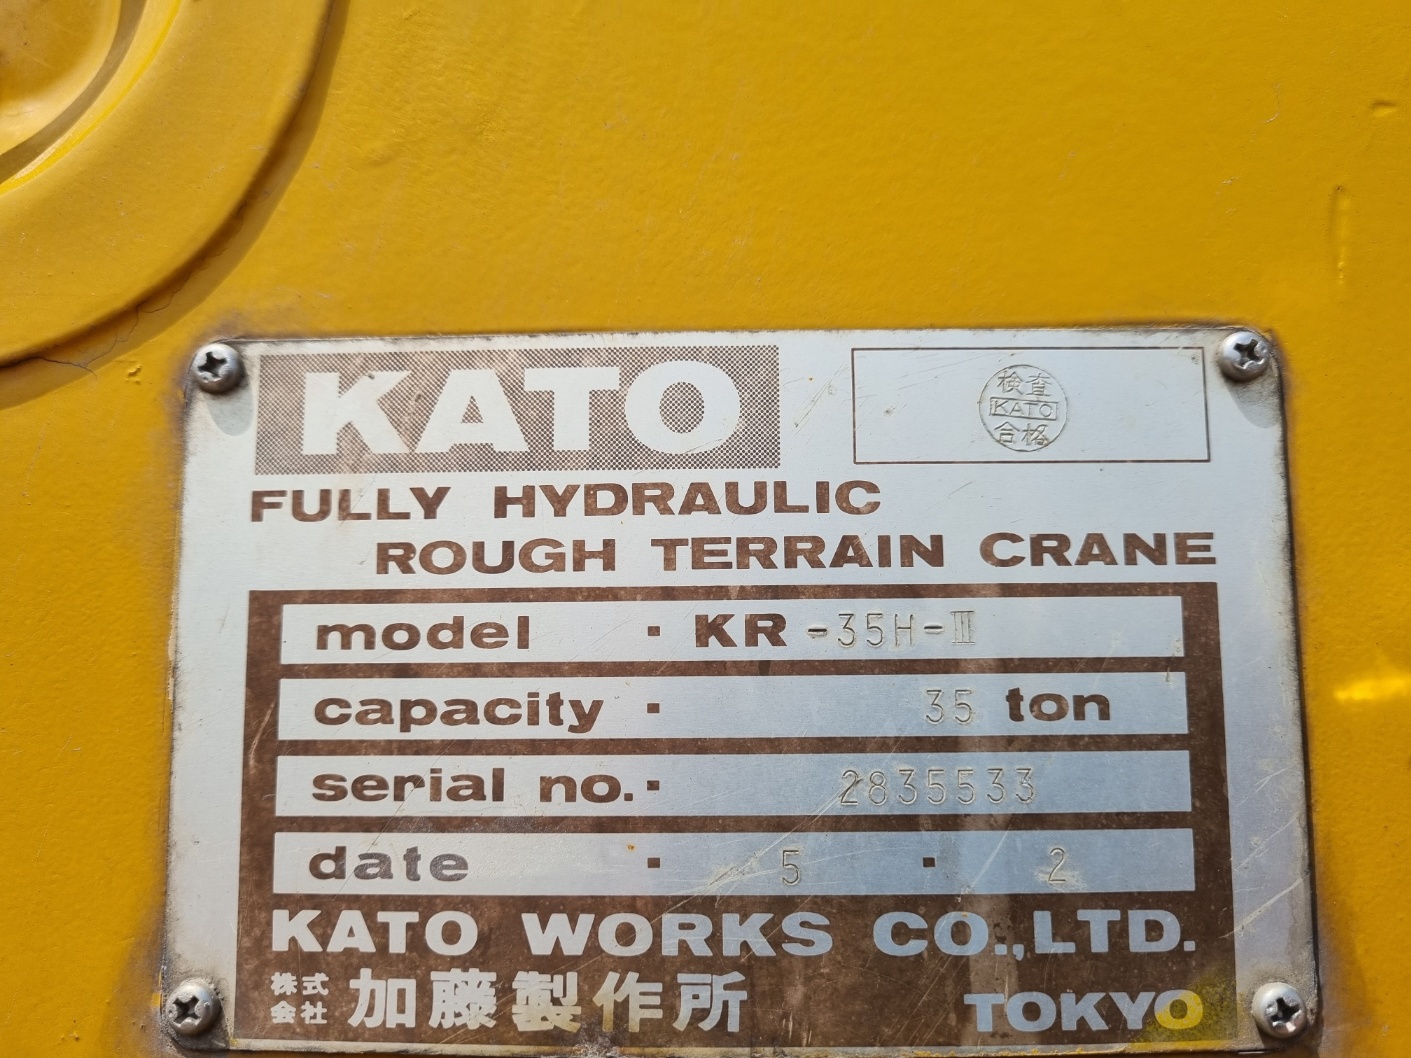 KATO
検査
KATO
合格
FULLY HYDRAULIC
ROUGH TERRAIN CRANE
model · KR-35H-III
capacity · 35 ton
serial no. · 2835533
date · 5 · 2
KATO WORKS CO.,LTD.
株式会社 加藤製作所 TOKYO